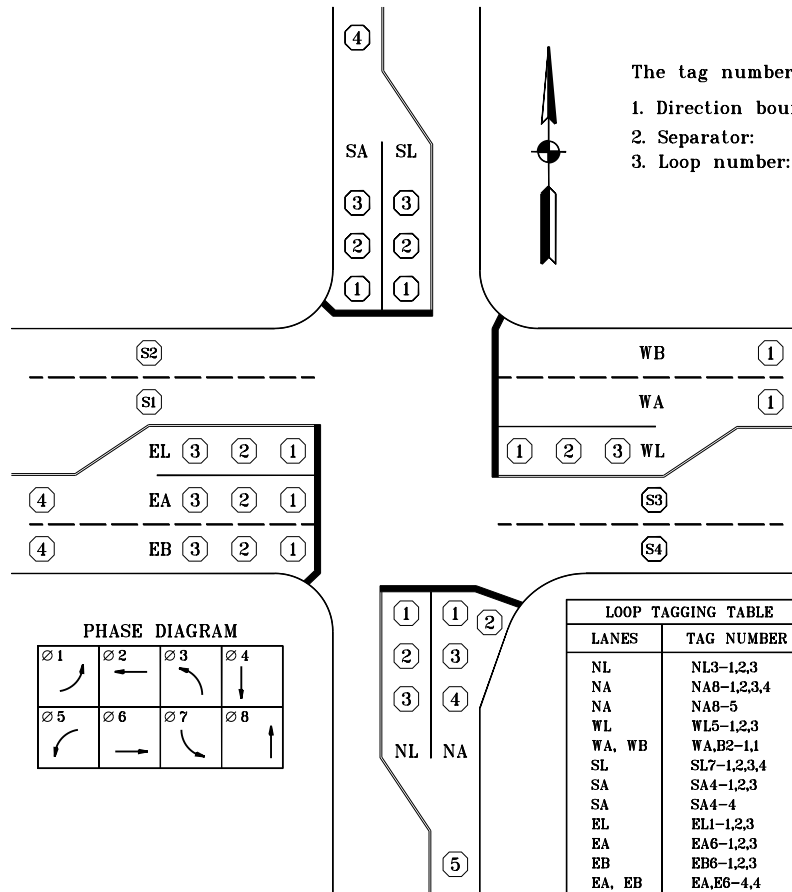 4
The tag number
1. Direction
2. Separator:
3. Loop number:
SA SL
3 3
2 2
1 1
S2 WB 1
S1 WA 1
EL 3 2 1 1 2 3 WL
4 EA 3 2 1 S3
4 EB 3 2 1 S4
1 1 2
2 3
3 4
NL NA
5
PHASE DIAGRAM
Ø1 Ø2 Ø3 Ø4
Ø5 Ø6 Ø7 Ø8
LOOP TAGGING TABLE
LANES TAG NUMBER
NL NL3-1,2,3
NA NA8-1,2,3,4
NA NA8-5
WL WL5-1,2,3
WA, WB WA,B2-1,1
SL SL7-1,2,3,4
SA SA4-1,2,3
SA SA4-4
EL EL1-1,2,3
EA EA6-1,2,3
EB EB6-1,2,3
EA, EB EA,E6-4,4